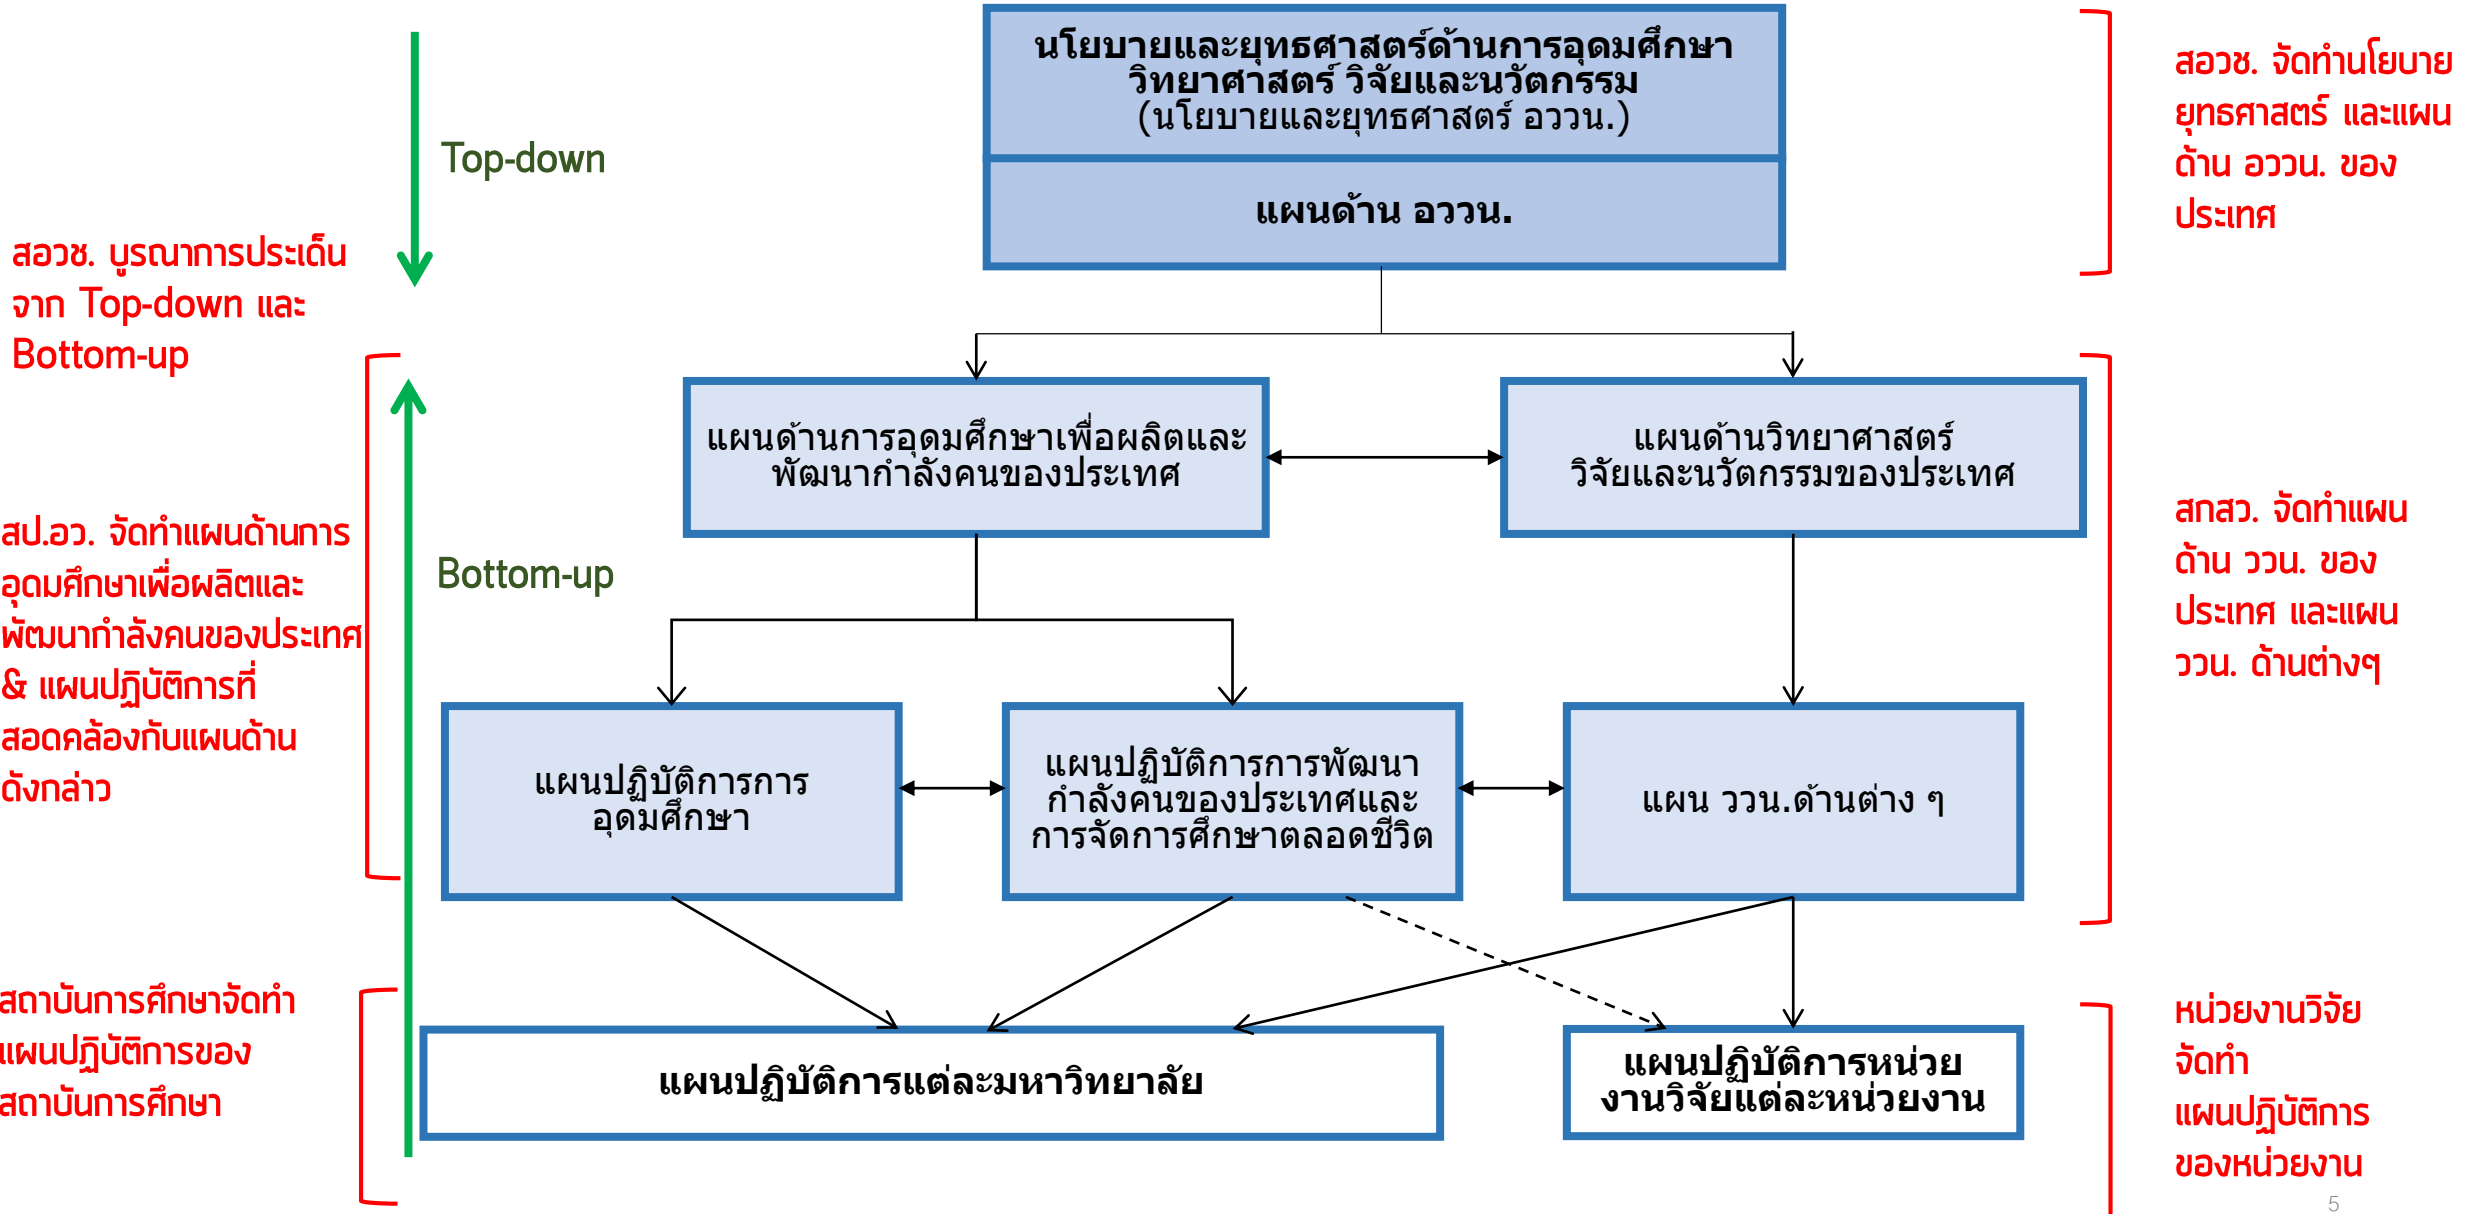 นโยบายและยุทธศาสตร์ด้านการอุดมศึกษา
วิทยาศาสตร์ วิจัยและนวัตกรรม
(นโยบายและยุทธศาสตร์ อววน.)
แผนด้าน อววน.
สอวช. จัดทำนโยบาย
ยุทธศาสตร์ และแผน
ด้าน อววน. ของ
ประเทศ
Top-down
สอวช. บูรณาการประเด็น
จาก Top-down และ
Bottom-up
แผนด้านการอุดมศึกษาเพื่อผลิตและ
พัฒนากำลังคนของประเทศ
แผนด้านวิทยาศาสตร์
วิจัยและนวัตกรรมของประเทศ
สป.อว. จัดทำแผนด้านการ
อุดมศึกษาเพื่อผลิตและ
พัฒนากำลังคนของประเทศ
& แผนปฏิบัติการที่
สอดคล้องกับแผนด้าน
ดังกล่าว
Bottom-up
สกสว. จัดทำแผน
ด้าน ววน. ของ
ประเทศ และแผน
ววน. ด้านต่างๆ
แผนปฏิบัติการการ
อุดมศึกษา
แผนปฏิบัติการการพัฒนา
กำลังคนของประเทศและ
การจัดการศึกษาตลอดชีวิต
แผน ววน.ด้านต่าง ๆ
สถาบันการศึกษาจัดทำ
แผนปฏิบัติการของ
สถาบันการศึกษา
แผนปฏิบัติการแต่ละมหาวิทยาลัย
แผนปฏิบัติการหน่วย
งานวิจัยแต่ละหน่วยงาน
หน่วยงานวิจัย
จัดทำ
แผนปฏิบัติการ
ของหน่วยงาน
5